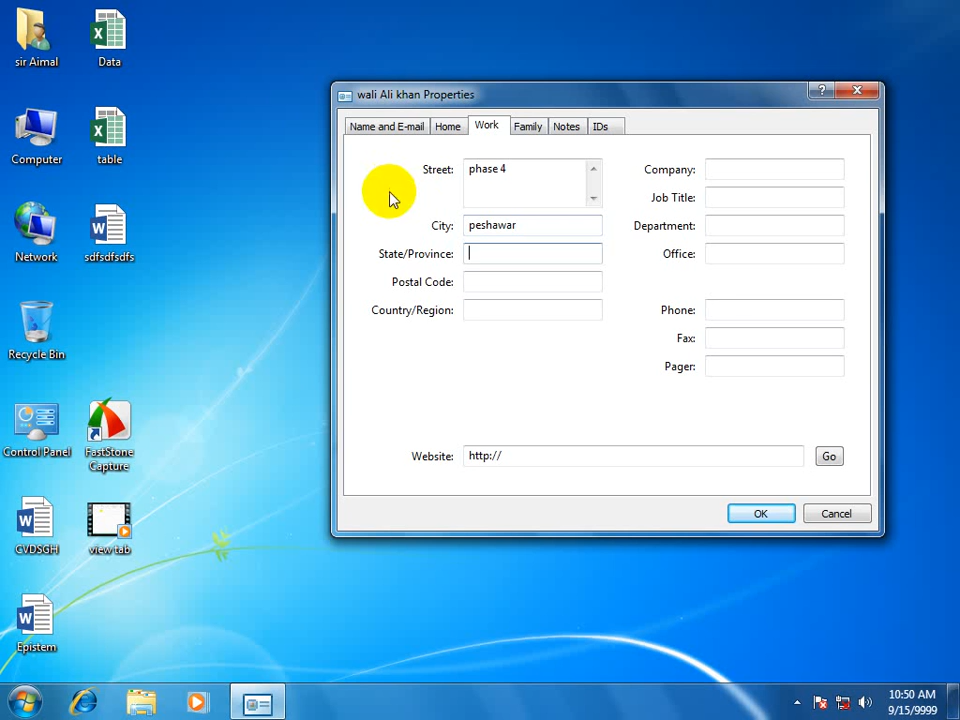 sir Aimal
Data
Computer
table
Network
sdfsdfsdfs
Recycle Bin
Control Panel
FastStone
Capture
CVDSGH
view tab
Epistem
wali Ali khan Properties
?
Name and E-mail
Home
Work
Family
Notes
IDs
Street:
phase 4
Company:
Job Title:
City:
peshawar
Department:
State/Province:
Office:
Postal Code:
Country/Region:
Phone:
Fax:
Pager:
Website:
http://
Go
OK
Cancel
10:50 AM
9/15/9999